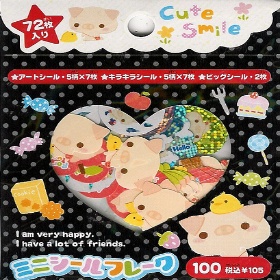 72枚
入り
Cute
Smile
★アートシール・5柄×7枚 ★キラキラシール・5柄×7枚 ★ビッグシール・2枚
Hello
I am very happy.
I have a lot of friends.
ミニシールフレーク
100 税込¥105